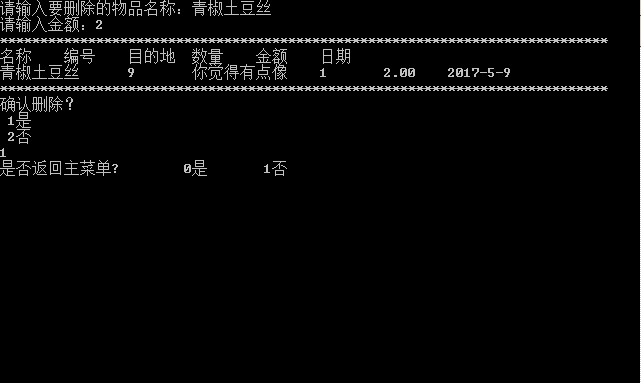 请输入要删除的物品名称：青椒土豆丝
请输入金额：2
****************************************************************************
名称    编号    目的地  数量    金额    日期
青椒土豆丝      9       你觉得有点像    1       2.00    2017-5-9
****************************************************************************
确认删除？
 1是
 2否
1
是否返回主菜单?        0是       1否